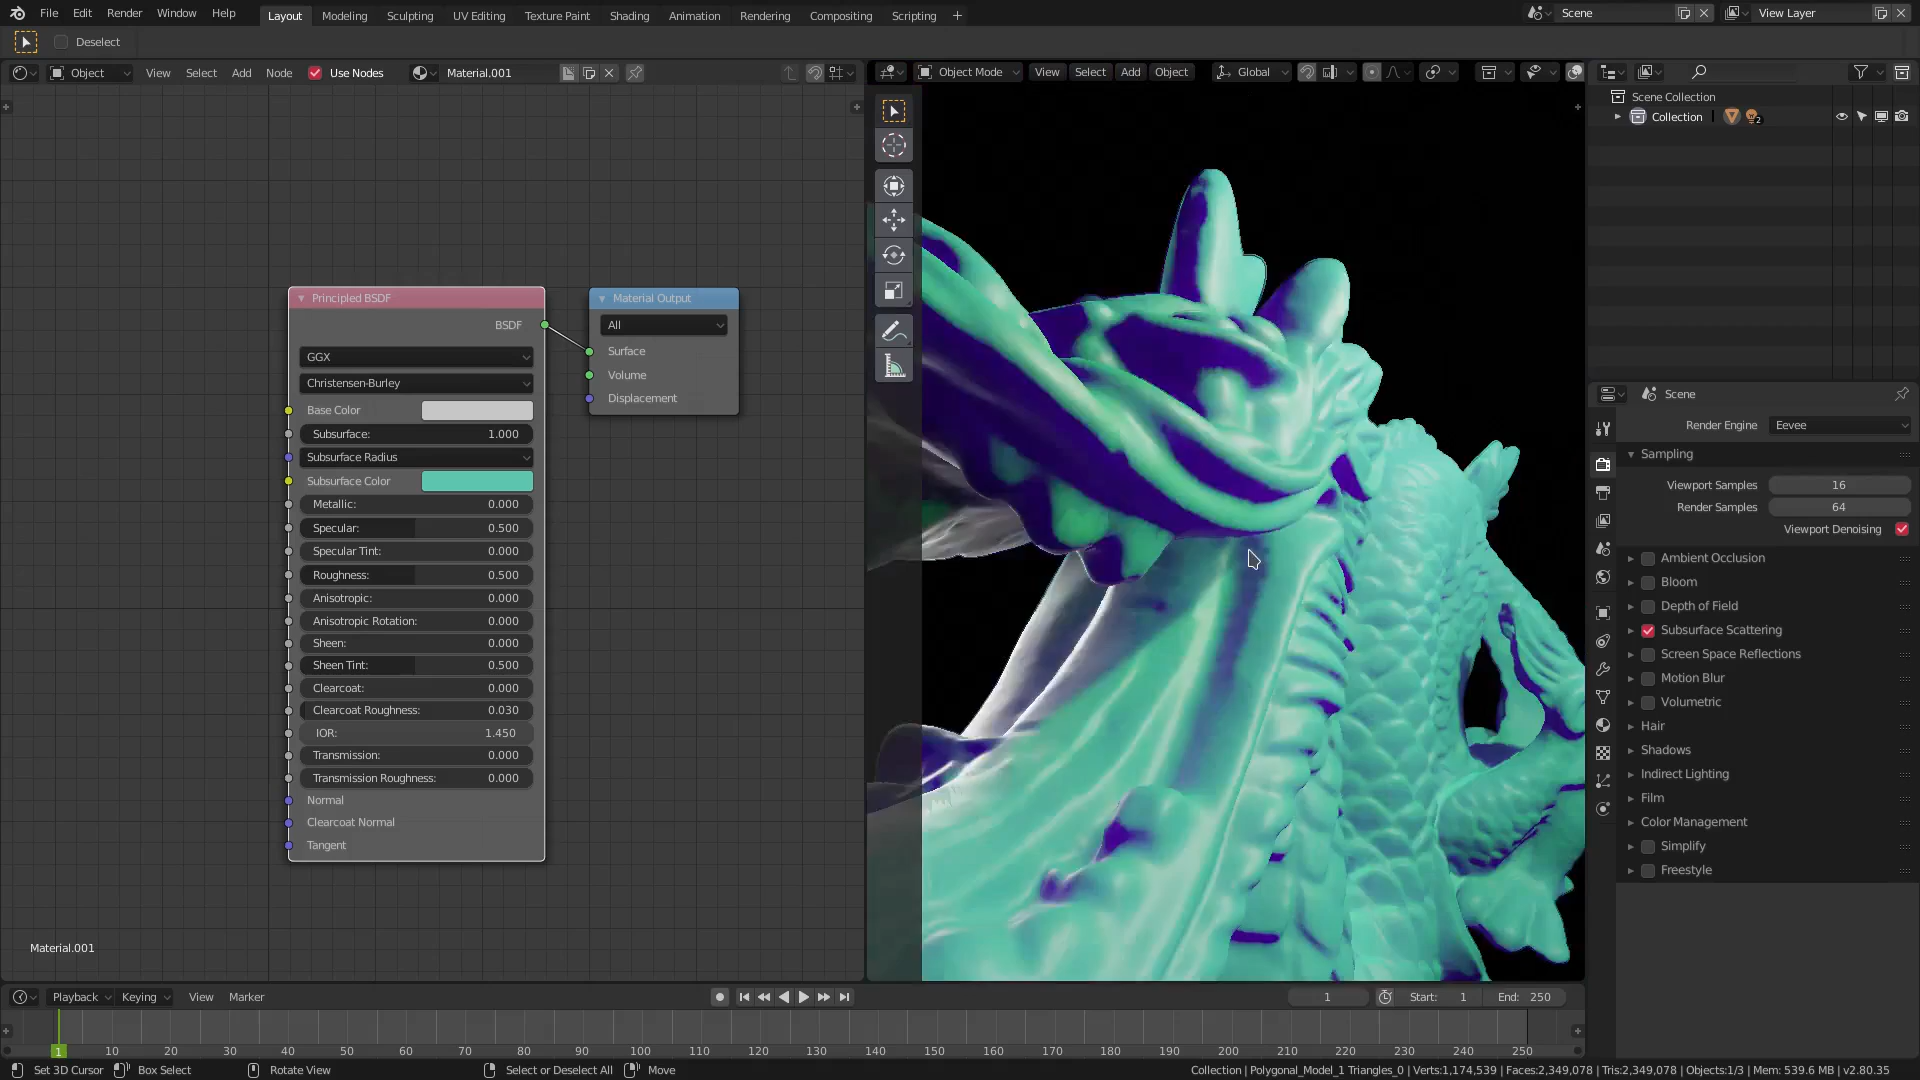 File Edit Render Window Help Layout Modeling Sculpting UV Editing Texture Paint Shading Animation Rendering Compositing Scripting + Scene View Layer
Deselect
Object View Select Add Node Use Nodes Material.001
Object Mode View Select Add Object Global
Scene Collection
Collection 2
Principled BSDF
BSDF
GGX
Christensen-Burley
Base Color
Subsurface: 1.000
Subsurface Radius
Subsurface Color
Metallic: 0.000
Specular: 0.500
Specular Tint: 0.000
Roughness: 0.500
Anisotropic: 0.000
Anisotropic Rotation: 0.000
Sheen: 0.000
Sheen Tint: 0.500
Clearcoat: 0.000
Clearcoat Roughness: 0.030
IOR: 1.450
Transmission: 0.000
Transmission Roughness: 0.000
Normal
Clearcoat Normal
Tangent
Material Output
All
Surface
Volume
Displacement
Material.001
Scene
Render Engine Eevee
Sampling
Viewport Samples 16
Render Samples 64
Viewport Denoising
Ambient Occlusion
Bloom
Depth of Field
Subsurface Scattering
Screen Space Reflections
Motion Blur
Volumetric
Hair
Shadows
Indirect Lighting
Film
Color Management
Simplify
Freestyle
Playback Keying View Marker 1 Start: 1 End: 250
1 10 20 30 40 50 60 70 80 90 100 110 120 130 140 150 160 170 180 190 200 210 220 230 240 250
Set 3D Cursor Box Select Rotate View Select or Deselect All Move Collection | Polygonal_Model_1 Triangles_0 | Verts:1,174,539 | Faces:2,349,078 | Tris:2,349,078 | Objects:1/3 | Mem: 539.6 MB | v2.80.35